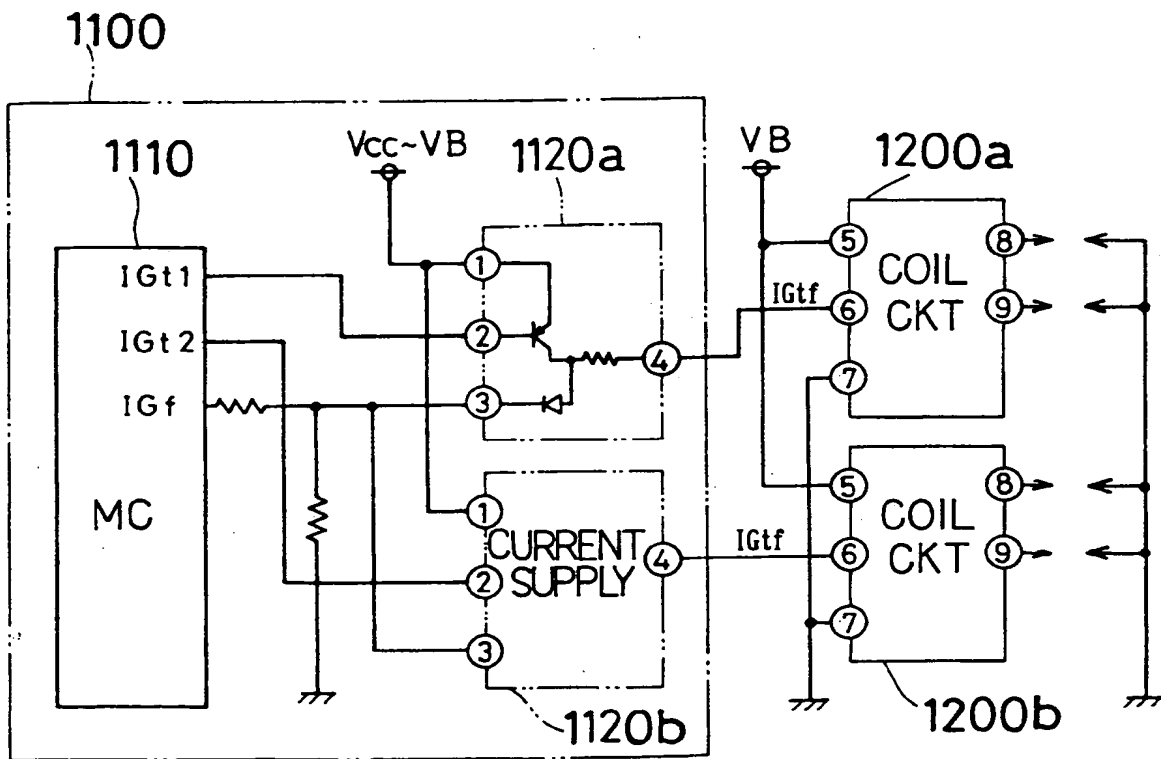 1100
1110
Vcc~VB
1120a
VB
1200a
IGt1
IGt2
IGf
MC
1
2
3
4
IGtf
5
6
7
8
9
COIL
CKT
1
2
3
4
CURRENT
SUPPLY
IGtf
5
6
7
8
9
COIL
CKT
1120b
1200b